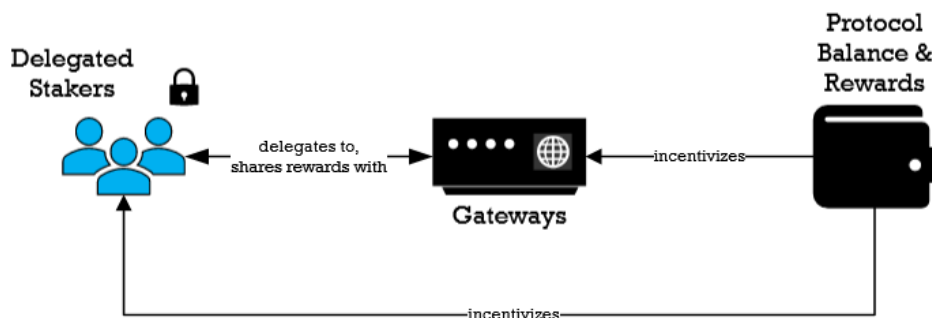 Protocol
Balance &
Rewards
Delegated
Stakers
delegates to,
shares rewards with
incentivizes
Gateways
incentivizes